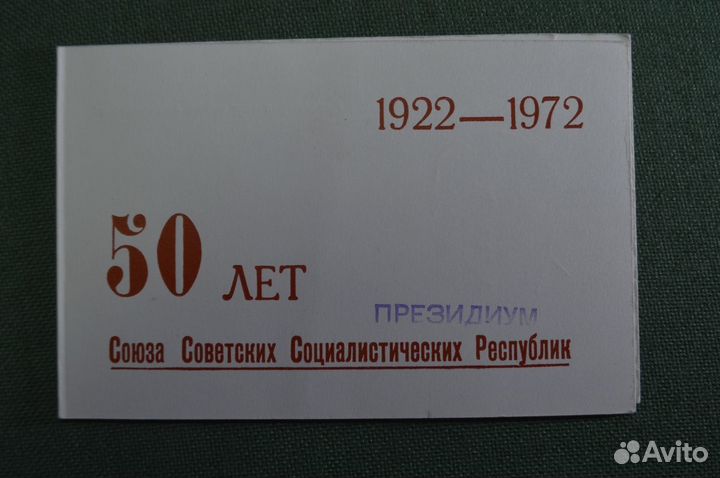 1922—1972
50 ЛЕТ
ПРЕЗИДИУМ
Союза Советских Социалистических Республик
Avito